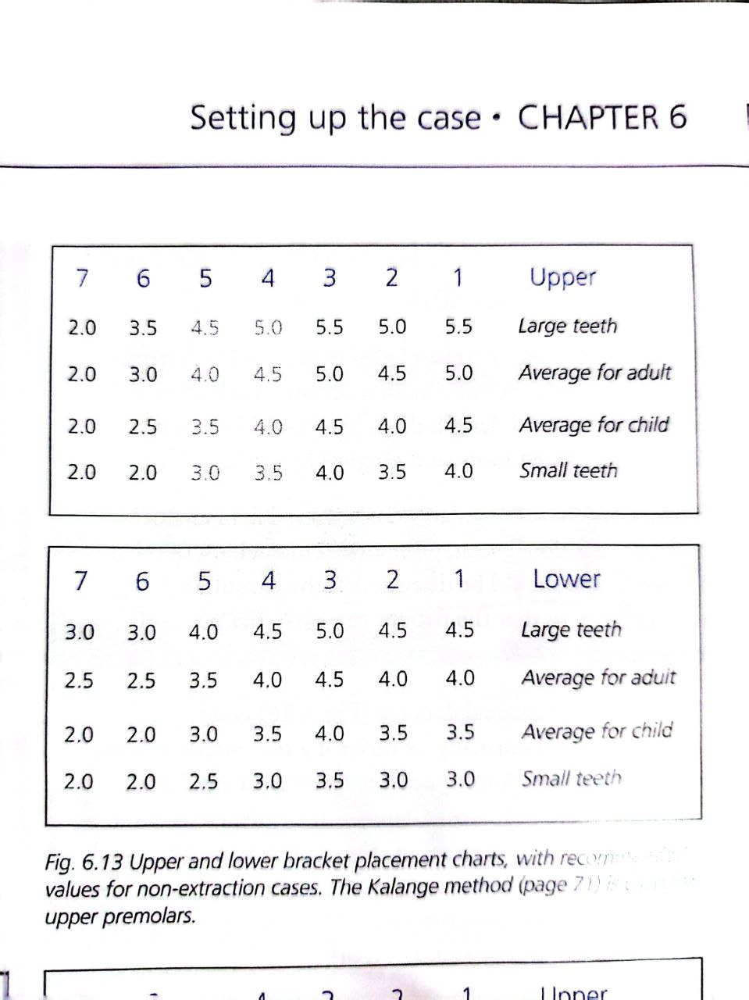 Setting up the case • CHAPTER 6
7 6 5 4 3 2 1 Upper
2.0 3.5 4.5 5.0 5.5 5.0 5.5 Large teeth
2.0 3.0 4.0 4.5 5.0 4.5 5.0 Average for adult
2.0 2.5 3.5 4.0 4.5 4.0 4.5 Average for child
2.0 2.0 3.0 3.5 4.0 3.5 4.0 Small teeth
7 6 5 4 3 2 1 Lower
3.0 3.0 4.0 4.5 5.0 4.5 4.5 Large teeth
2.5 2.5 3.5 4.0 4.5 4.0 4.0 Average for adult
2.0 2.0 3.0 3.5 4.0 3.5 3.5 Average for child
2.0 2.0 2.5 3.0 3.5 3.0 3.0 Small teeth
Fig. 6.13 Upper and lower bracket placement charts, with recommended
values for non-extraction cases. The Kalange method (page 71) is
upper premolars.
4 3 2 1 Upper